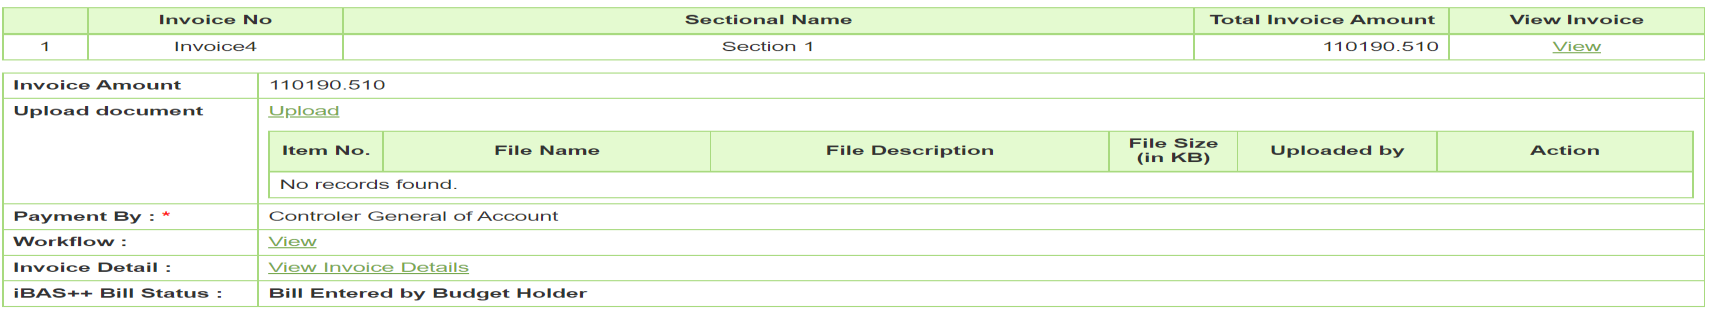 Invoice No Sectional Name Total Invoice Amount View Invoice
1 Invoice4 Section 1 110190.510 View
Invoice Amount 110190.510
Upload document Upload
Item No. File Name File Description File Size (in KB) Uploaded by Action
No records found.
Payment By : * Controler General of Account
Workflow : View
Invoice Detail : View Invoice Details
iBAS++ Bill Status : Bill Entered by Budget Holder